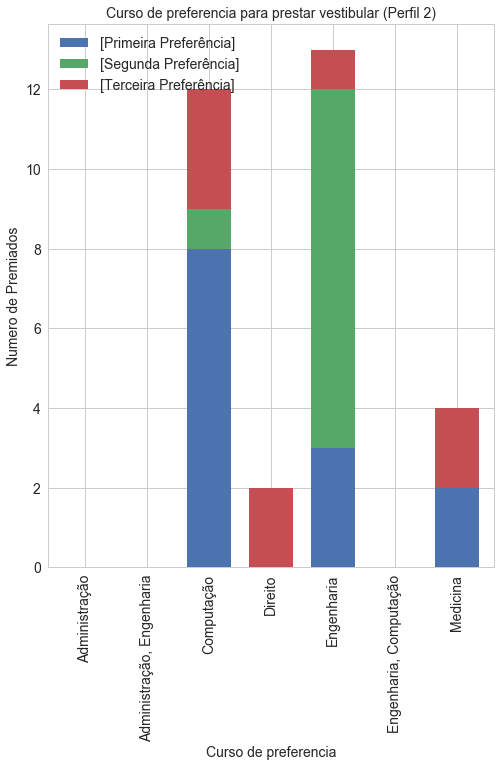 Curso de preferencia para prestar vestibular (Perfil 2)
[Primeira Preferência]
[Segunda Preferência]
[Terceira Preferência]
Numero de Premiados
12
10
8
6
4
2
0
Administração
Administração, Engenharia
Computação
Direito
Engenharia
Engenharia, Computação
Medicina
Curso de preferencia